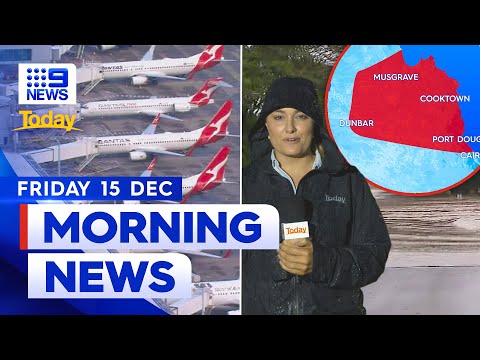 9
NEWS
Today
QANTAS
QANTAS
FRIDAY 15 DEC
MORNING
NEWS
Today
Today
MUSGRAVE
COOKTOWN
DUNBAR
PORT DOUG
CAIR